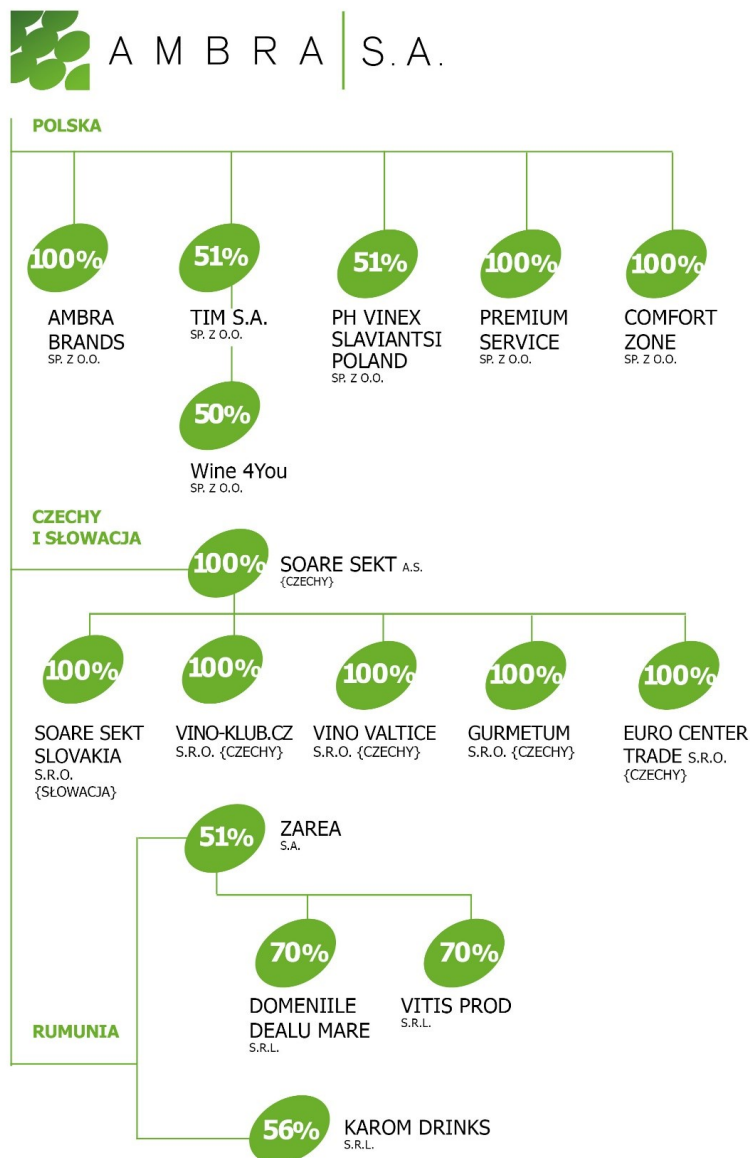 AMBRA S.A.
POLSKA
100%
51%
51%
100%
100%
AMBRA
BRANDS
SP. Z O.O.
TIM S.A.
SP. Z O.O.
PH VINEX
SLAVIANTSI
POLAND
SP. Z O.O.
PREMIUM
SERVICE
SP. Z O.O.
COMFORT
ZONE
SP. Z O.O.
50%
Wine 4You
SP. Z O.O.
CZECHY
I SŁOWACJA
100%
SOARE SEKT A.S.
{CZECHY}
100%
100%
100%
100%
100%
SOARE SEKT
SLOVAKIA
S.R.O.
{SŁOWACJA}
VINO-KLUB.CZ
S.R.O. {CZECHY}
VINO VALTICE
S.R.O. {CZECHY}
GURMETUM
S.R.O. {CZECHY}
EURO CENTER
TRADE S.R.O.
{CZECHY}
51%
ZAREA
S.A.
70%
70%
DOMENIILE
DEALU MARE
S.R.L.
VITIS PROD
S.R.L.
RUMUNIA
56%
KAROM DRINKS
S.R.L.